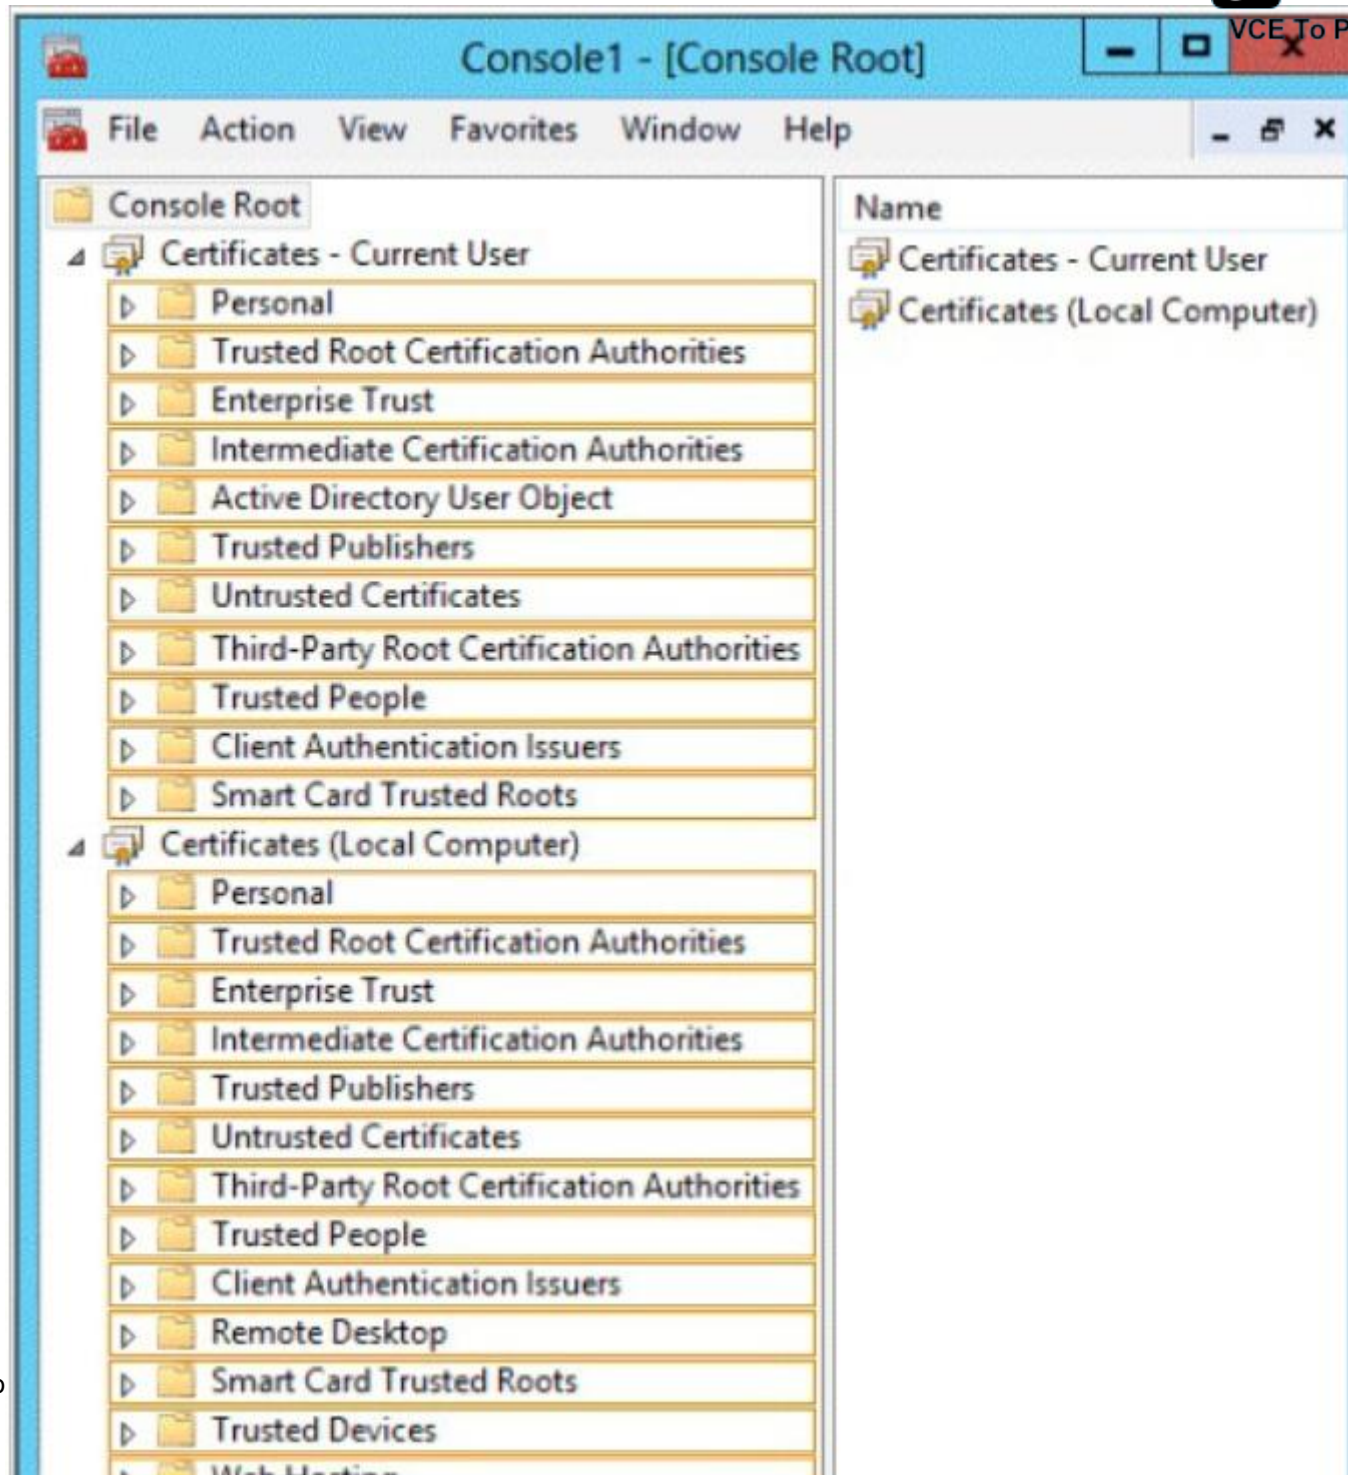 VCE To P
Console1 - [Console Root]
File Action View Favorites Window Help
Console Root
Certificates - Current User
Personal
Trusted Root Certification Authorities
Enterprise Trust
Intermediate Certification Authorities
Active Directory User Object
Trusted Publishers
Untrusted Certificates
Third-Party Root Certification Authorities
Trusted People
Client Authentication Issuers
Smart Card Trusted Roots
Certificates (Local Computer)
Personal
Trusted Root Certification Authorities
Enterprise Trust
Intermediate Certification Authorities
Trusted Publishers
Untrusted Certificates
Third-Party Root Certification Authorities
Trusted People
Client Authentication Issuers
Remote Desktop
Smart Card Trusted Roots
Trusted Devices
Web Hosting
Name
Certificates - Current User
Certificates (Local Computer)